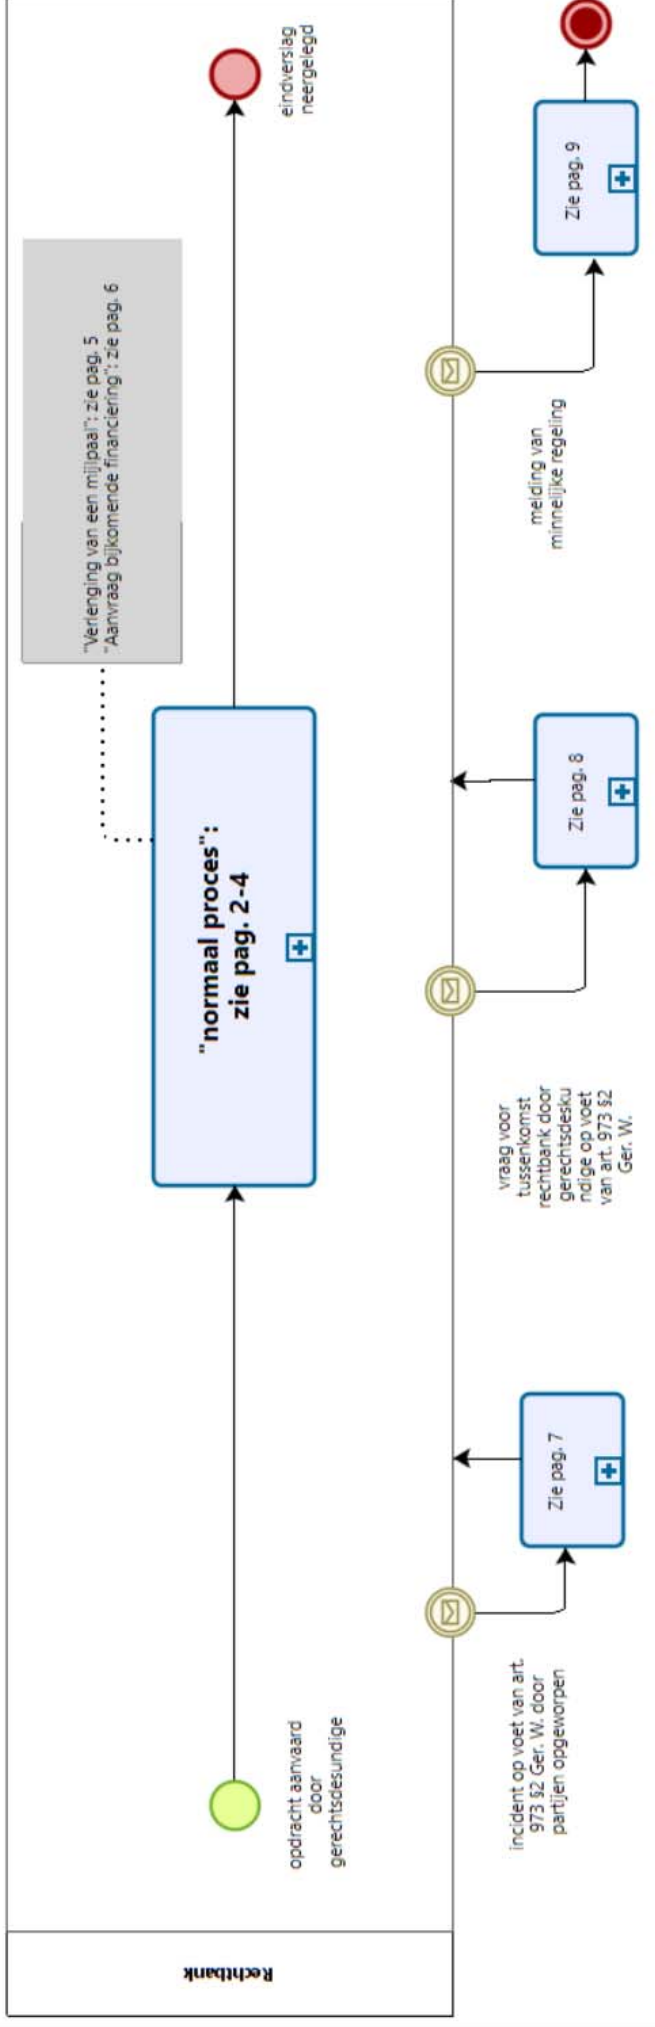 Rechtbank
opdracht aanvaard
door
gerechtsdesundige
"normaal proces":
zie pag. 2-4
"Verlenging van een mijlpaal": zie pag. 5
"Aanvraag bijkomende financiering": zie pag. 6
eindverslag
neergelegd
incident op voet van art.
973 §2 Ger. W. door
partijen opgeworpen
Zie pag. 7
vraag voor
tussenkomst
rechtbank door
gerechtsdesku
ndige op voet
van art. 973 §2
Ger. W.
Zie pag. 8
melding van
minnelijke regeling
Zie pag. 9